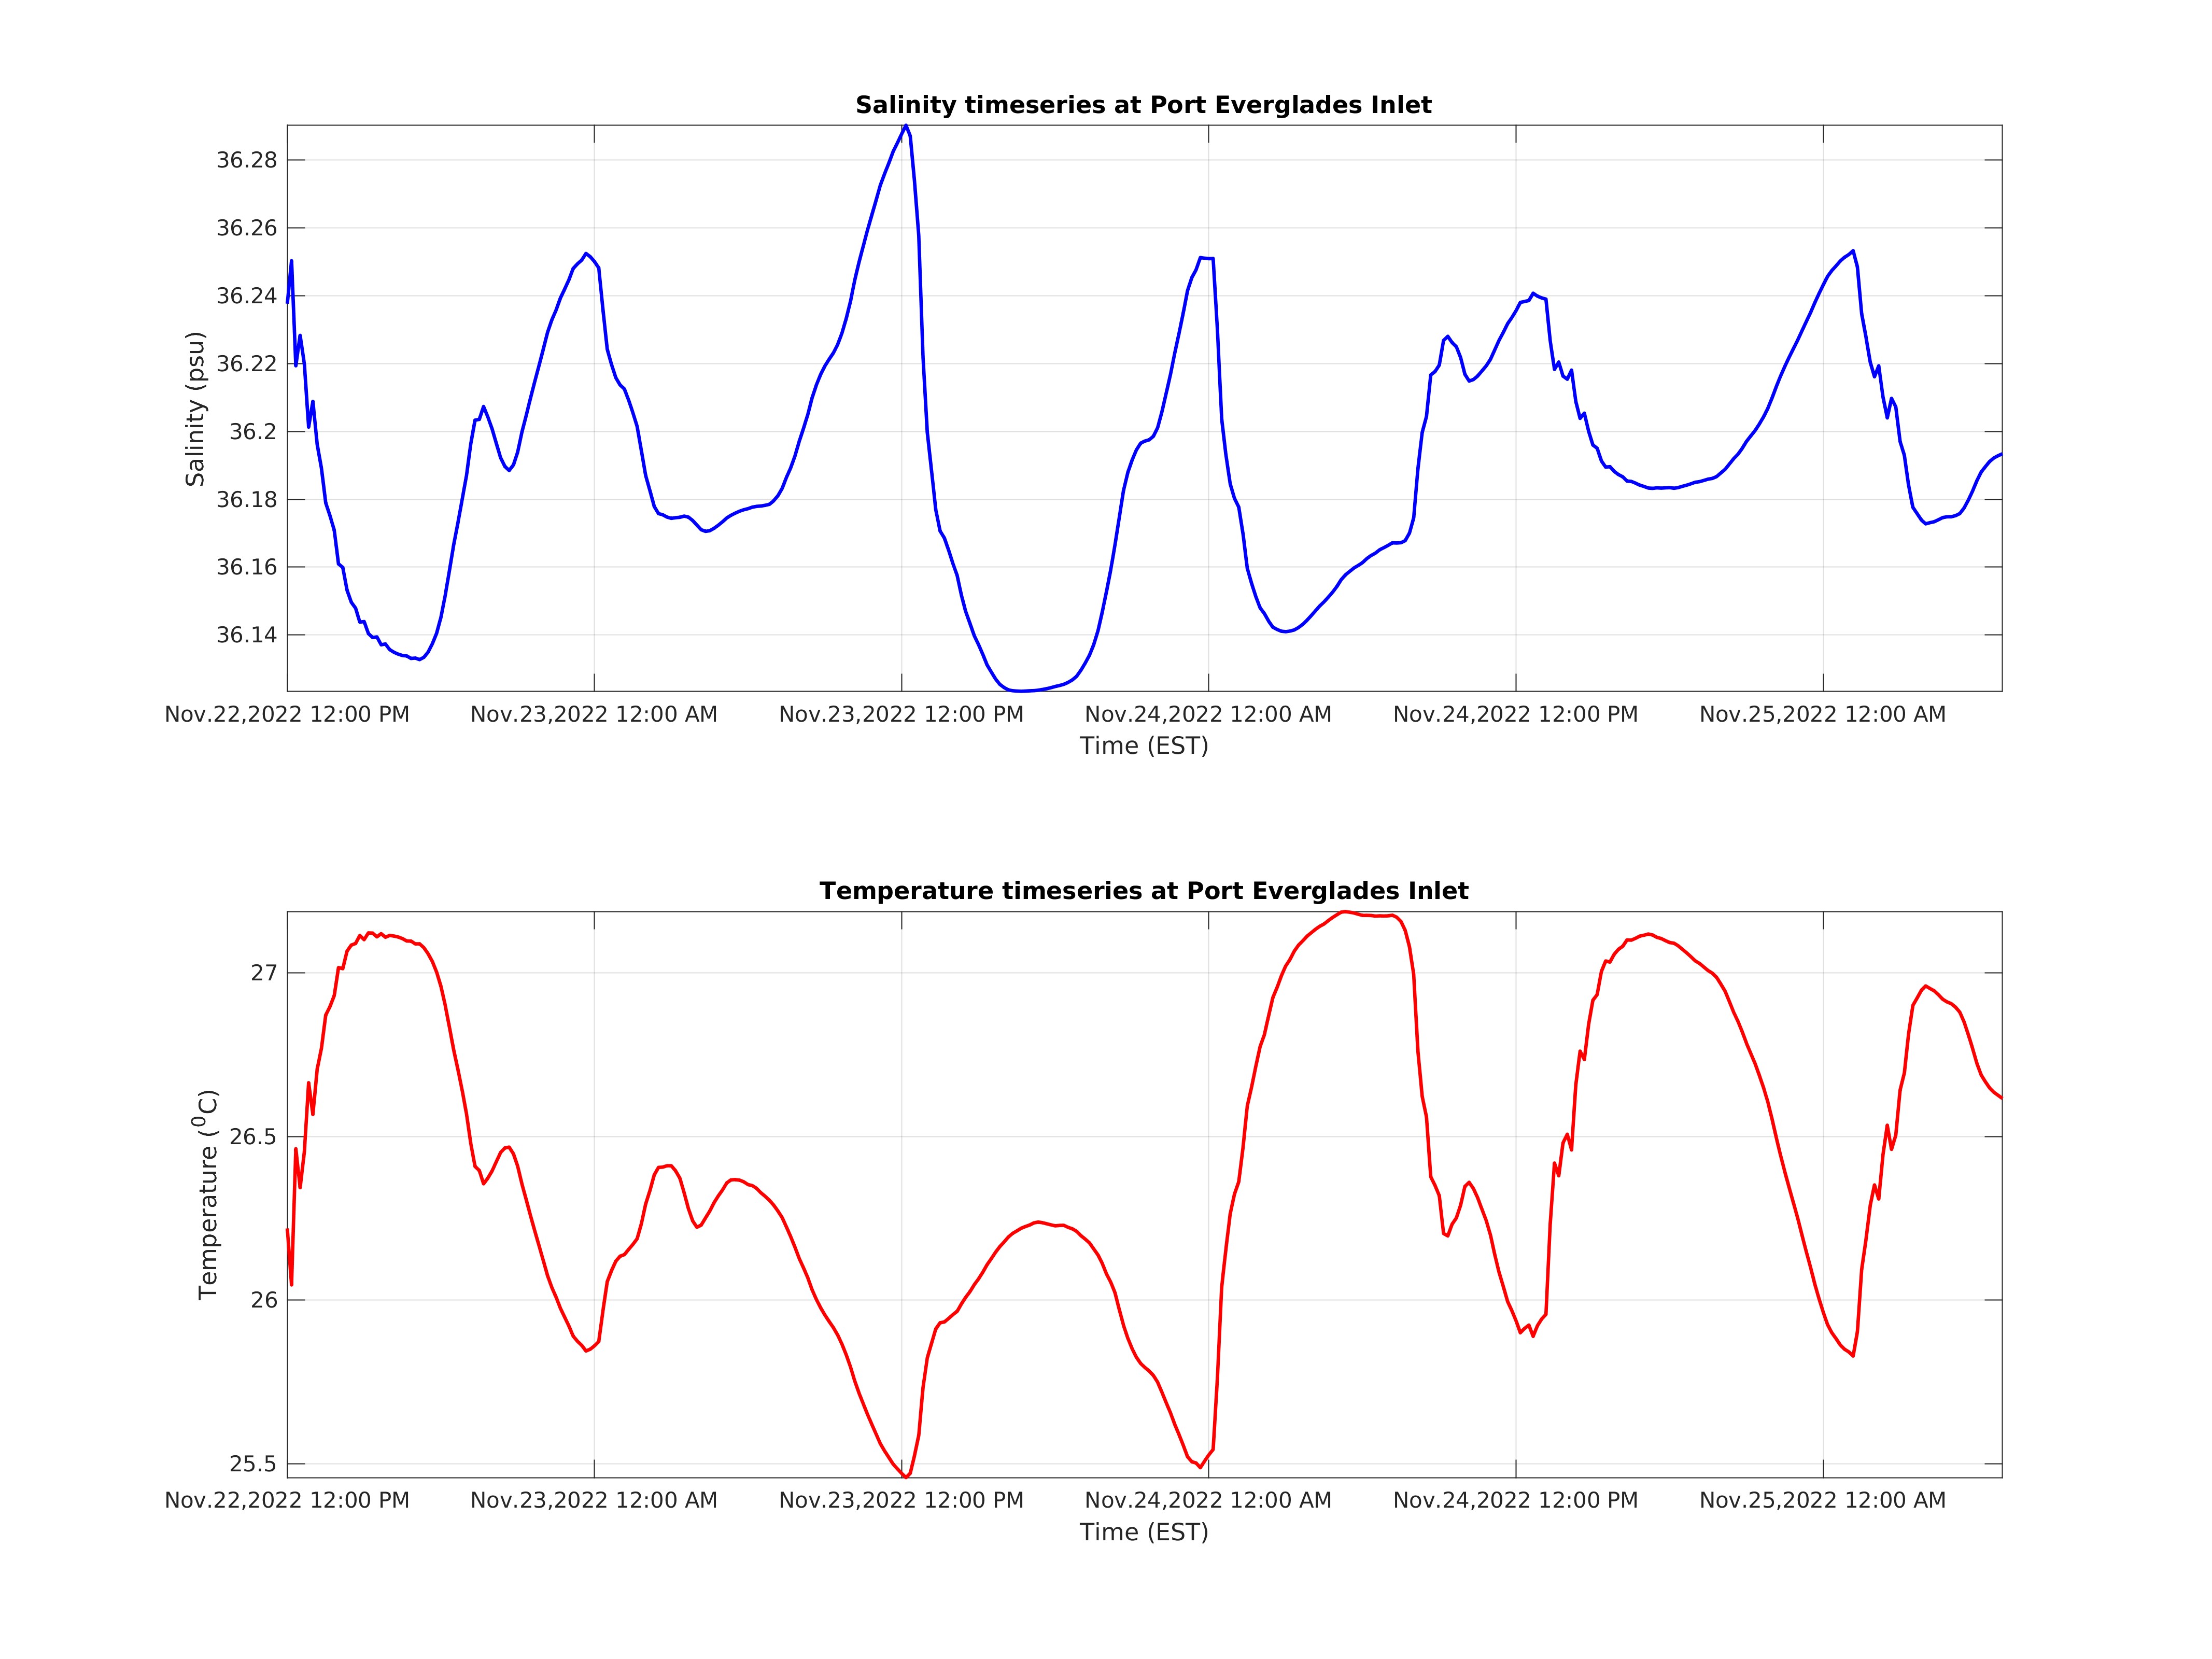 Salinity timeseries at Port Everglades Inlet
36.28
36.26
36.24
36.22
36.2
36.18
36.16
36.14
Salinity (psu)
Nov.22,2022 12:00 PM Nov.23,2022 12:00 AM Nov.23,2022 12:00 PM Nov.24,2022 12:00 AM Nov.24,2022 12:00 PM Nov.25,2022 12:00 AM
Time (EST)
Temperature timeseries at Port Everglades Inlet
27
26.5
26
25.5
Temperature (⁰C)
Nov.22,2022 12:00 PM Nov.23,2022 12:00 AM Nov.23,2022 12:00 PM Nov.24,2022 12:00 AM Nov.24,2022 12:00 PM Nov.25,2022 12:00 AM
Time (EST)